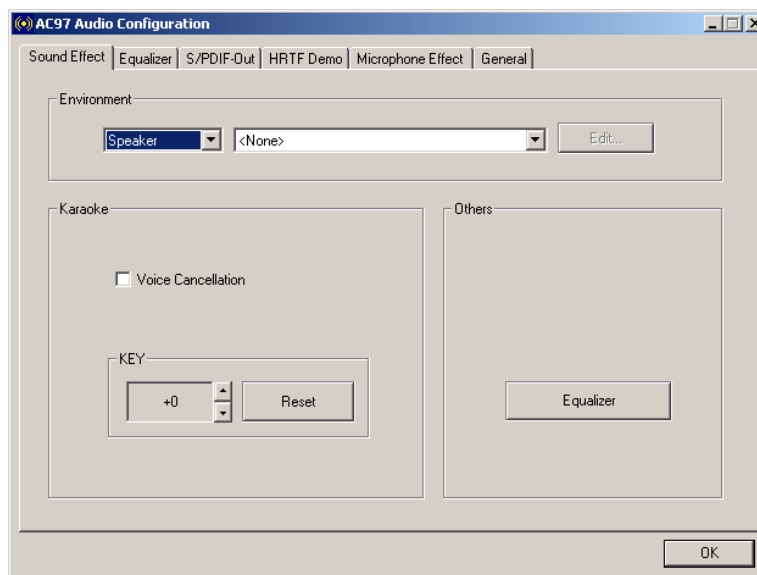 AC97 Audio Configuration
Sound Effect Equalizer S/PDIF-Out HRTF Demo Microphone Effect General
Environment
Speaker <None> Edit...
Karaoke
Others
Voice Cancellation
KEY
+0 Reset
Equalizer
OK